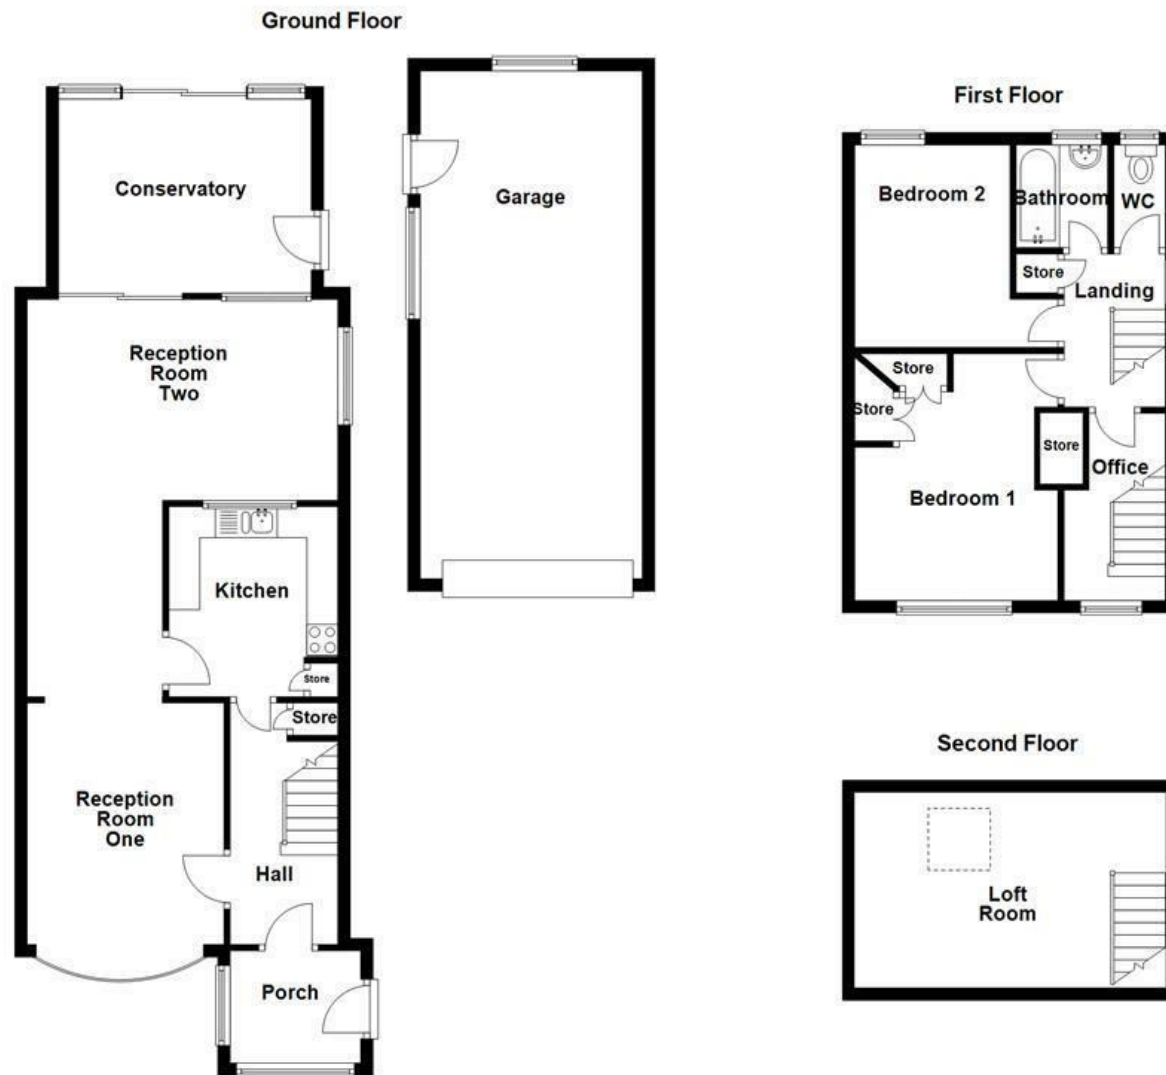 Ground Floor
Conservatory
Garage
Reception
Room
Two
Kitchen
Store
Store
Reception
Room
One
Hall
Porch
First Floor
Bedroom 2
Bathroom
WC
Store
Landing
Store
Store
Store
Office
Bedroom 1
Second Floor
Loft
Room